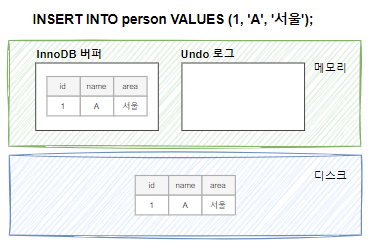 INSERT INTO person VALUES (1, 'A', '서울');
InnoDB 버퍼
Undo 로그
메모리
id name area
1 A 서울
디스크
id name area
1 A 서울